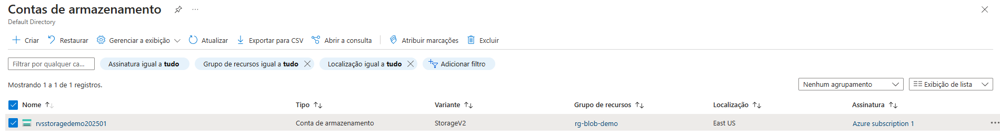 Contas de armazenamento
Default Directory
Criar Restaurar Gerenciar a exibição Atualizar Exportar para CSV Abrir a consulta Atribuir marcações Excluir
Filtrar por qualquer ca... Assinatura igual a tudo Grupo de recursos igual a tudo Localização igual a tudo Adicionar filtro
Mostrando 1 a 1 de 1 registros. Nenhum agrupamento Exibição de lista
Nome Tipo Variante Grupo de recursos Localização Assinatura
rvsstoragedemo202501 Conta de armazenamento StorageV2 rg-blob-demo East US Azure subscription 1